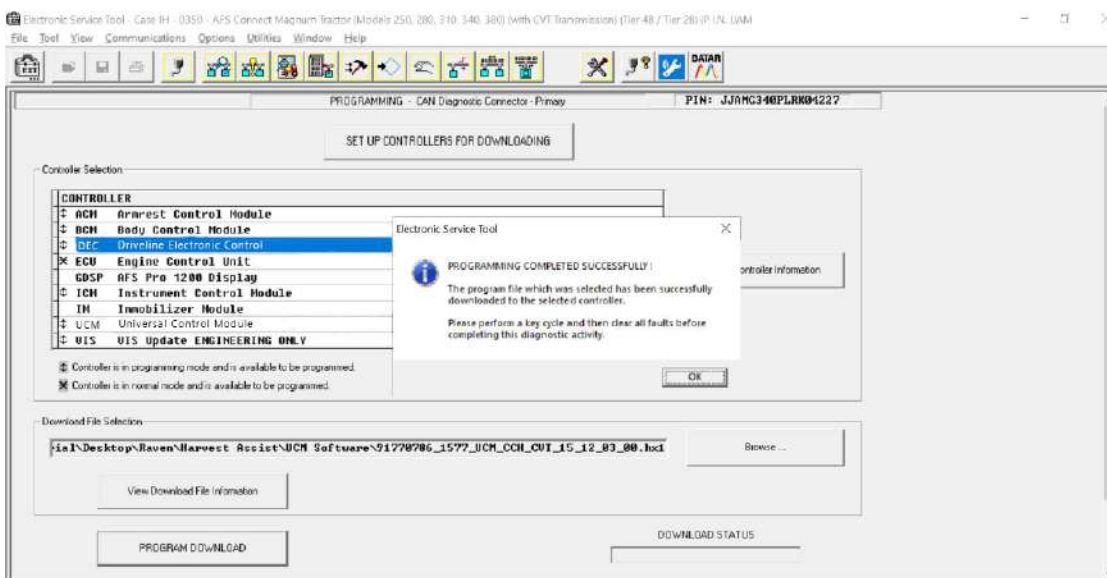 Electronic Service Tool - Case IH - 0350 - AFS Connect Magnum Tractor (Models 250, 280, 310, 340, 380) (with CVT Transmission) (Tier 4B / Tier 2B) (P.I.N.
File Tool View Communications Options Utilities Window Help
DATAR
PROGRAMMING - CAN Diagnostic Connector - Primary
PIN: JJAMG340PLRK04227
SET UP CONTROLLERS FOR DOWNLOADING
Controller Selection
CONTROLLER
ACM Armrest Control Module
BCM Body Control Module
DEC Driveline Electronic Control
ECU Engine Control Unit
GDSP AFS Pro 1200 Display
ICM Instrument Control Module
IM Immobilizer Module
UCM Universal Control Module
VIS VIS Update ENGINEERING ONLY
Controller is in programming mode and is available to be programmed.
Controller is in normal mode and is available to be programmed.
ontroller Information
Electronic Service Tool
PROGRAMMING COMPLETED SUCCESSFULLY!
The program file which was selected has been successfully
downloaded to the selected controller.
Please perform a key cycle and then clear all faults before
completing this diagnostic activity.
OK
Download File Selection
ial\Desktop\Raven\Harvest Assist\UCM Software\91770706_1577_UCM_CCH_CVT_15_12_03_00.hx1
Browse ...
View Download File Information
PROGRAM DOWNLOAD
DOWNLOAD STATUS